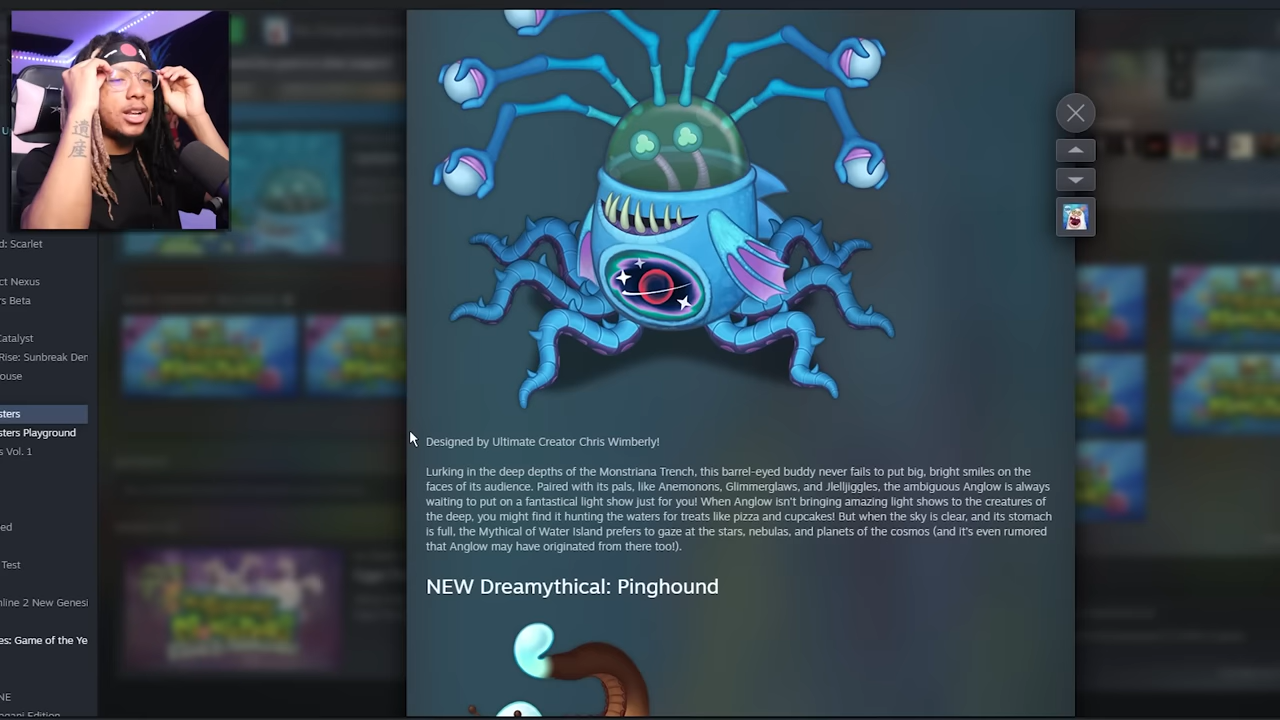 遺
産
d: Scarlet
ct Nexus
rs Beta
Catalyst
Rise: Sunbreak Den
ouse
sters
sters Playground
s Vol. 1
ed
Test
nline 2 New Genesi
es: Game of the Ye
NE
agani Edition
Designed by Ultimate Creator Chris Wimberly!
Lurking in the deep depths of the Monstriana Trench, this barrel-eyed buddy never fails to put big, bright smiles on the
faces of its audience. Paired with its pals, like Anemonons, Glimmerglaws, and Jlelljiggles, the ambiguous Anglow is always
waiting to put on a fantastical light show just for you! When Anglow isn't bringing amazing light shows to the creatures of
the deep, you might find it hunting the waters for treats like pizza and cupcakes! But when the sky is clear, and its stomach
is full, the Mythical of Water Island prefers to gaze at the stars, nebulas, and planets of the cosmos (and it's even rumored
that Anglow may have originated from there too!).
NEW Dreamythical: Pinghound